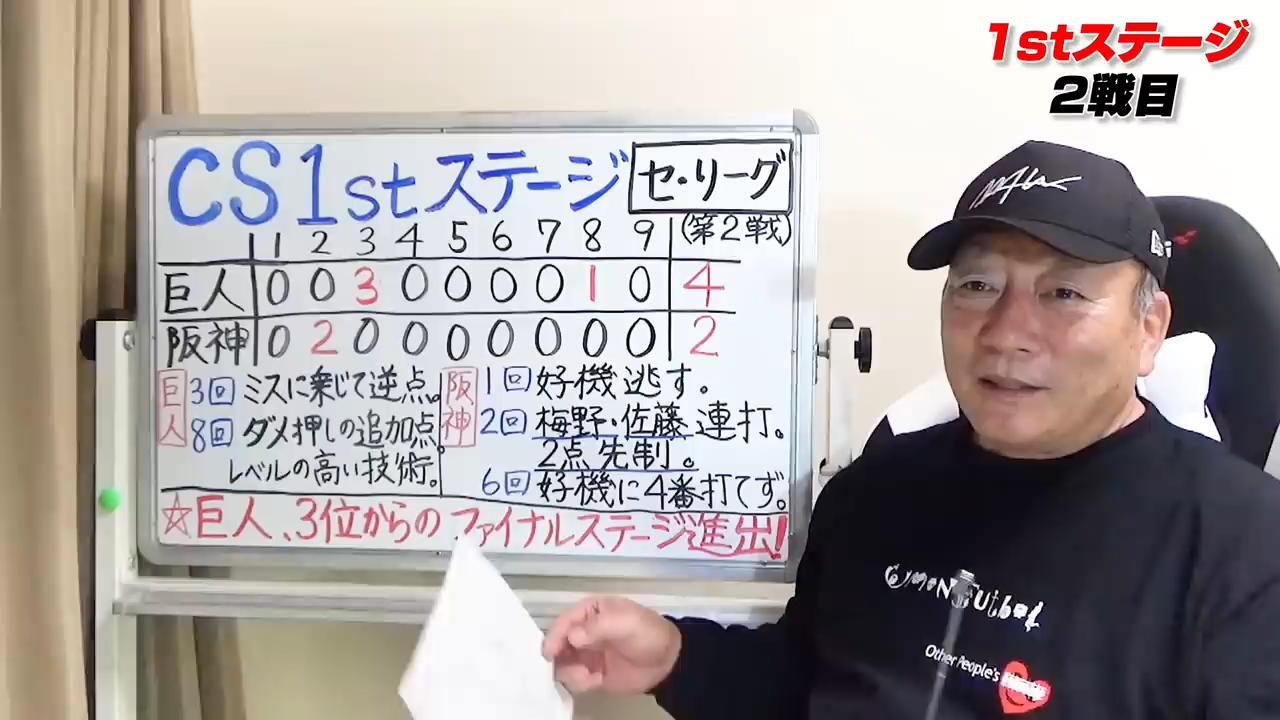 1stステージ
2戦目
CS1stステージ セ・リーグ
(第2戦)
1 2 3 4 5 6 7 8 9
巨人 0 0 3 0 0 0 0 1 0 4
阪神 0 2 0 0 0 0 0 0 0 2
巨人
3回 ミスに乗じて逆点。
8回 ダメ押しの追加点。
レベルの高い技術。
阪神
1回 好機逃す。
2回 梅野・佐藤連打。
2点先制。
6回 好機に4番打てず。
☆巨人、3位からのファイナルステージ進出!
Other People's